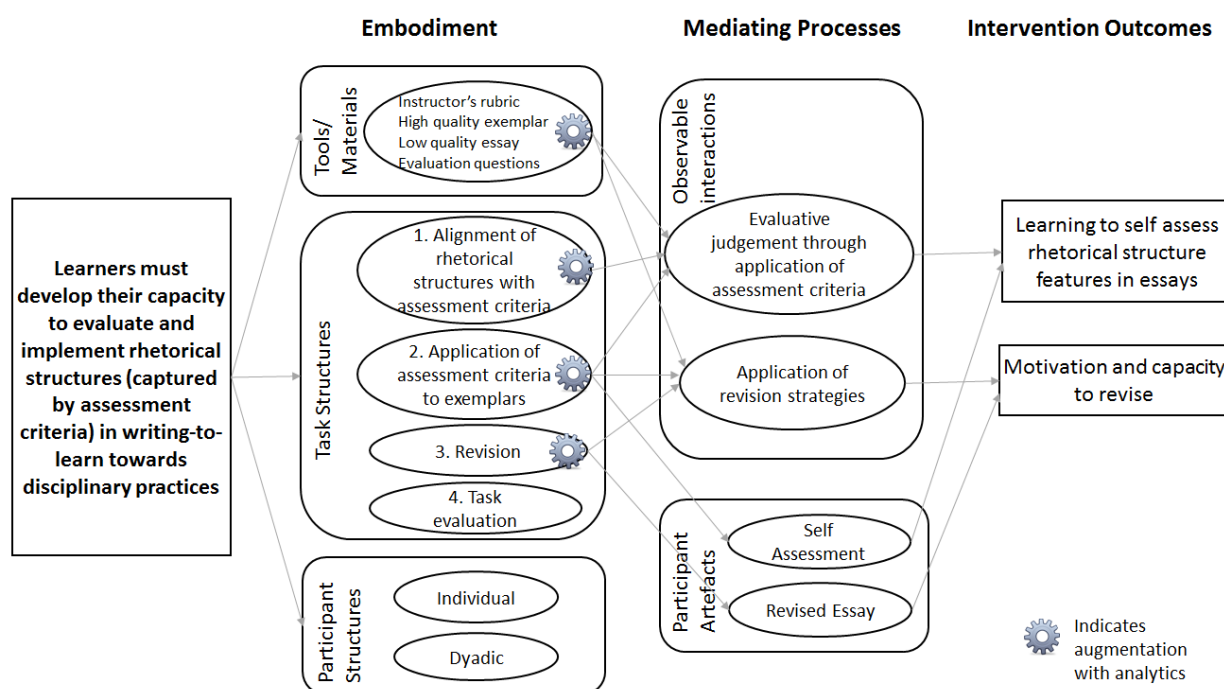 Embodiment
Mediating Processes
Intervention Outcomes
Learners must
develop their capacity
to evaluate and
implement rhetorical
structures (captured
by assessment
criteria) in writing-to-
learn towards
disciplinary practices
Tools/
Materials
Instructor's rubric
High quality exemplar
Low quality essay
Evaluation questions
Task Structures
1. Alignment of
rhetorical
structures with
assessment criteria
2. Application of
assessment criteria
to exemplars
3. Revision
4. Task
evaluation
Participant
Structures
Individual
Dyadic
Observable
interactions
Evaluative
judgement through
application of
assessment criteria
Application of
revision strategies
Participant
Artefacts
Self
Assessment
Revised Essay
Learning to self assess
rhetorical structure
features in essays
Motivation and capacity
to revise
Indicates
augmentation
with analytics